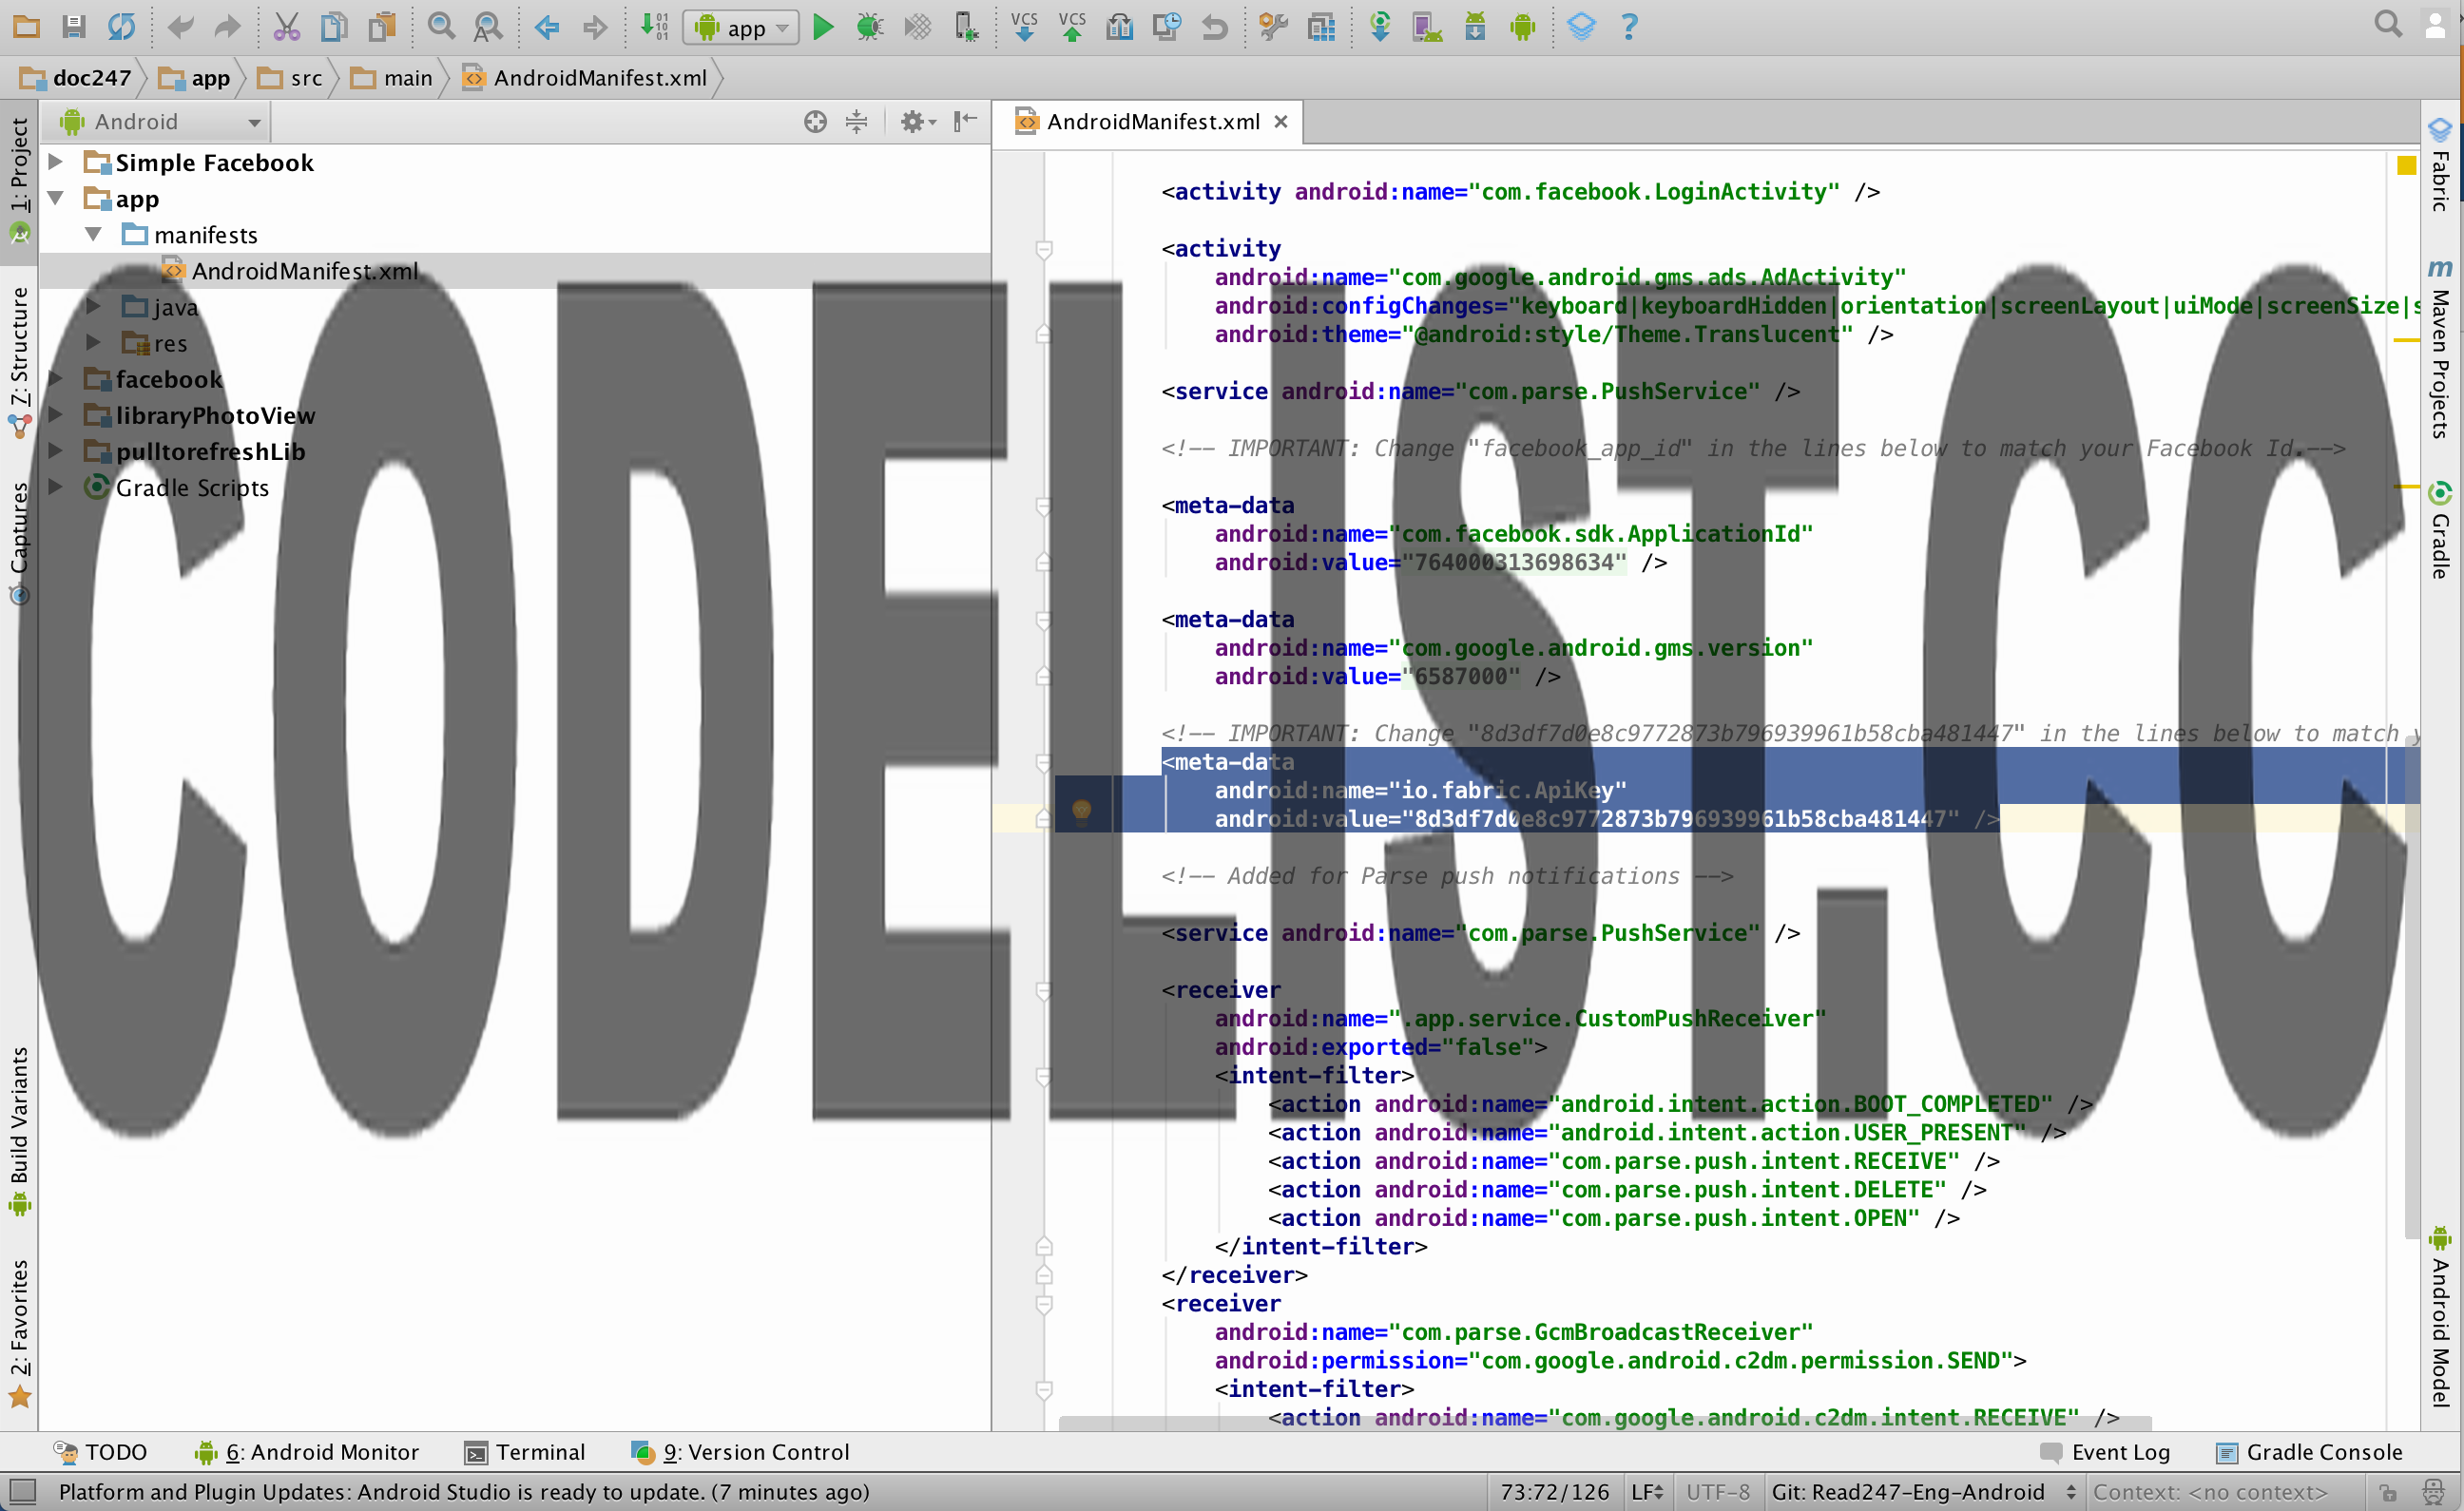 app
VCS
VCS
?
doc247
app
src
main
AndroidManifest.xml
Android
AndroidManifest.xml
1: Project
Z: Structure
Captures
Build Variants
2: Favorites
Simple Facebook
app
manifests
AndroidManifest.xml
java
res
facebook
libraryPhotoView
pulltorefreshLib
Gradle Scripts
<activity android:name="com.facebook.LoginActivity" />
<activity
android:name="com.google.android.gms.ads.AdActivity"
android:configChanges="keyboard|keyboardHidden|orientation|screenLayout|uiMode|screenSize|s
android:theme="@android:style/Theme.Translucent" />
<service android:name="com.parse.PushService" />
<!-- IMPORTANT: Change "facebook_app_id" in the lines below to match your Facebook Id.-->
<meta-data
android:name="com.facebook.sdk.ApplicationId"
android:value="764000313698634" />
<meta-data
android:name="com.google.android.gms.version"
android:value="6587000" />
<!-- IMPORTANT: Change "8d3df7d0e8c9772873b796939961b58cba481447" in the lines below to match y
<meta-data
android:name="io.fabric.ApiKey"
android:value="8d3df7d0e8c9772873b796939961b58cba481447" />
<!-- Added for Parse push notifications -->
<service android:name="com.parse.PushService" />
<receiver
android:name=".app.service.CustomPushReceiver"
android:exported="false">
<intent-filter>
<action android:name="android.intent.action.BOOT_COMPLETED" />
<action android:name="android.intent.action.USER_PRESENT" />
<action android:name="com.parse.push.intent.RECEIVE" />
<action android:name="com.parse.push.intent.DELETE" />
<action android:name="com.parse.push.intent.OPEN" />
</intent-filter>
</receiver>
<receiver
android:name="com.parse.GcmBroadcastReceiver"
android:permission="com.google.android.c2dm.permission.SEND">
<intent-filter>
<action android:name="com.google.android.c2dm.intent.RECEIVE" />
CODELIST.CC
Fabric
m Maven Projects
Gradle
Android Model
TODO
6: Android Monitor
Terminal
9: Version Control
Event Log
Gradle Console
Platform and Plugin Updates: Android Studio is ready to update. (7 minutes ago)
73:72/126
LF
UTF-8
Git: Read247-Eng-Android
Context: <no context>